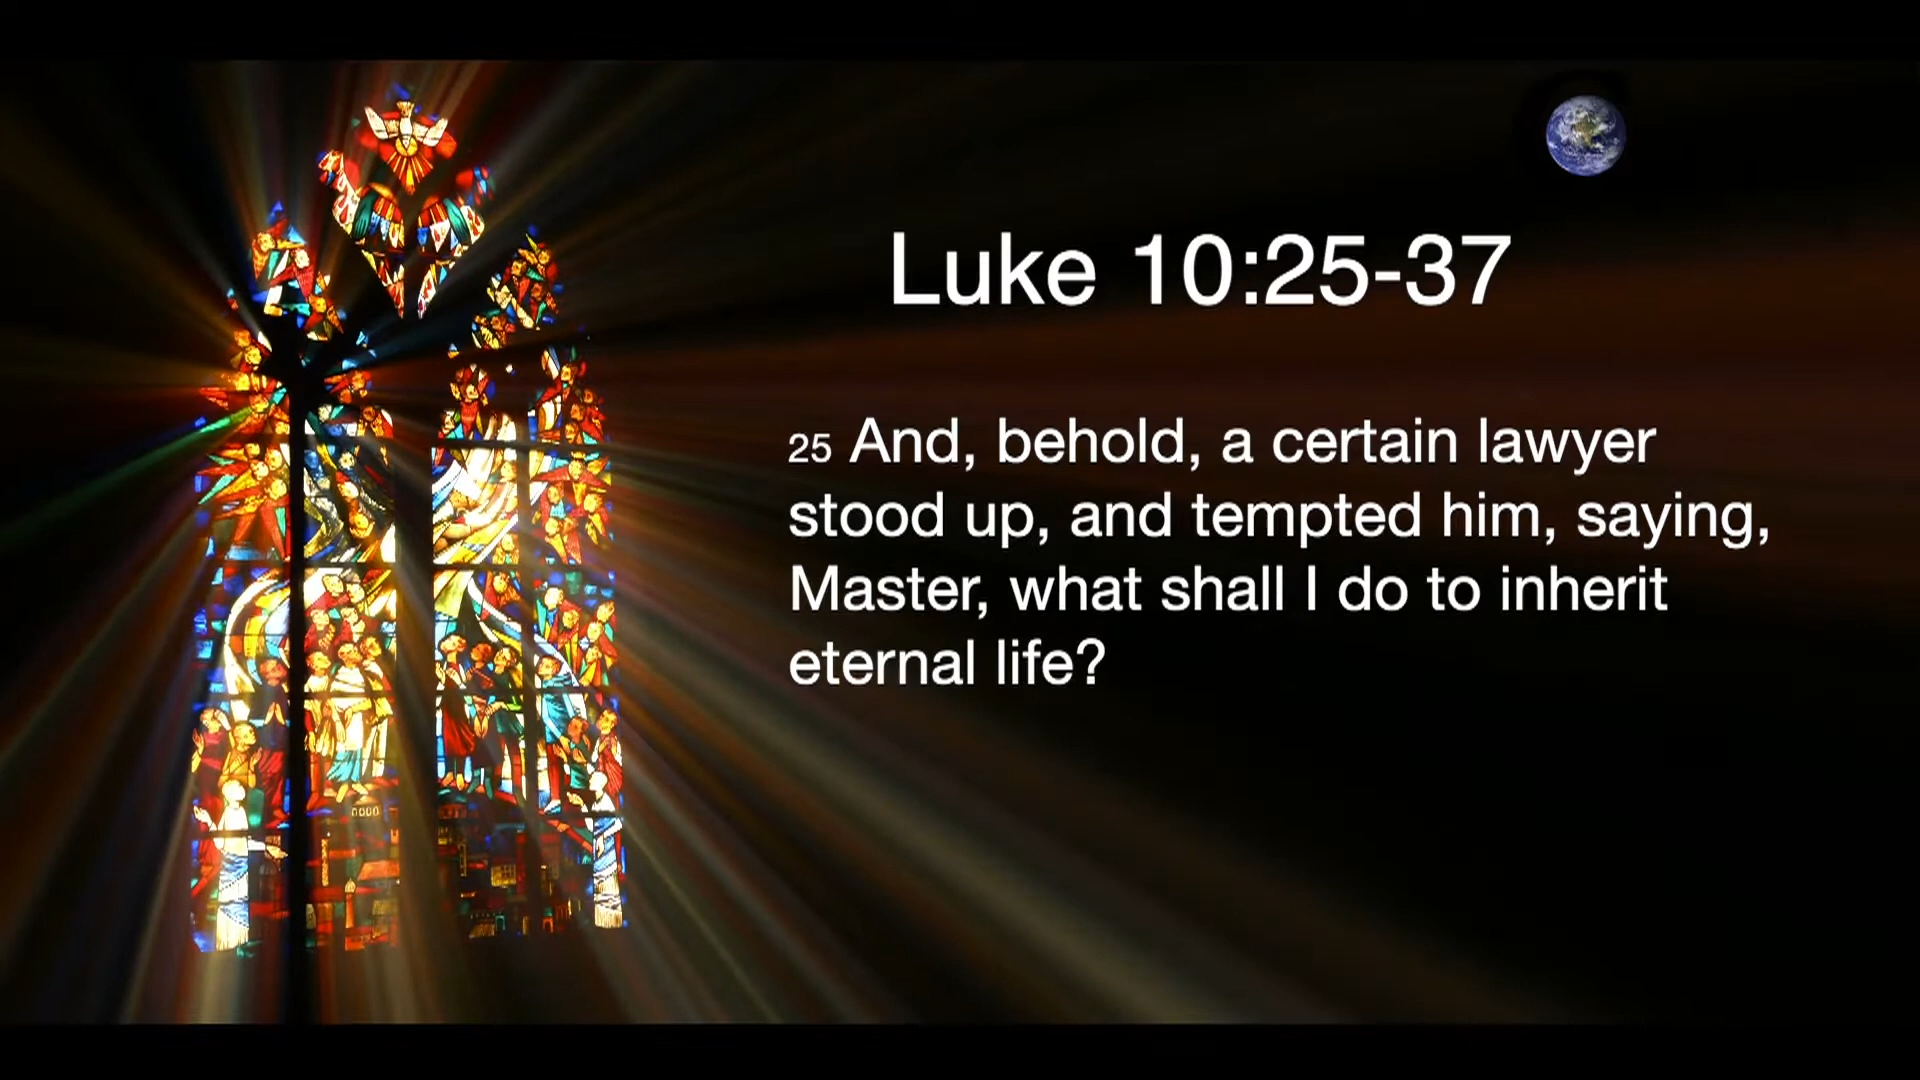 Luke 10:25-37
25 And, behold, a certain lawyer
stood up, and tempted him, saying,
Master, what shall I do to inherit
eternal life?